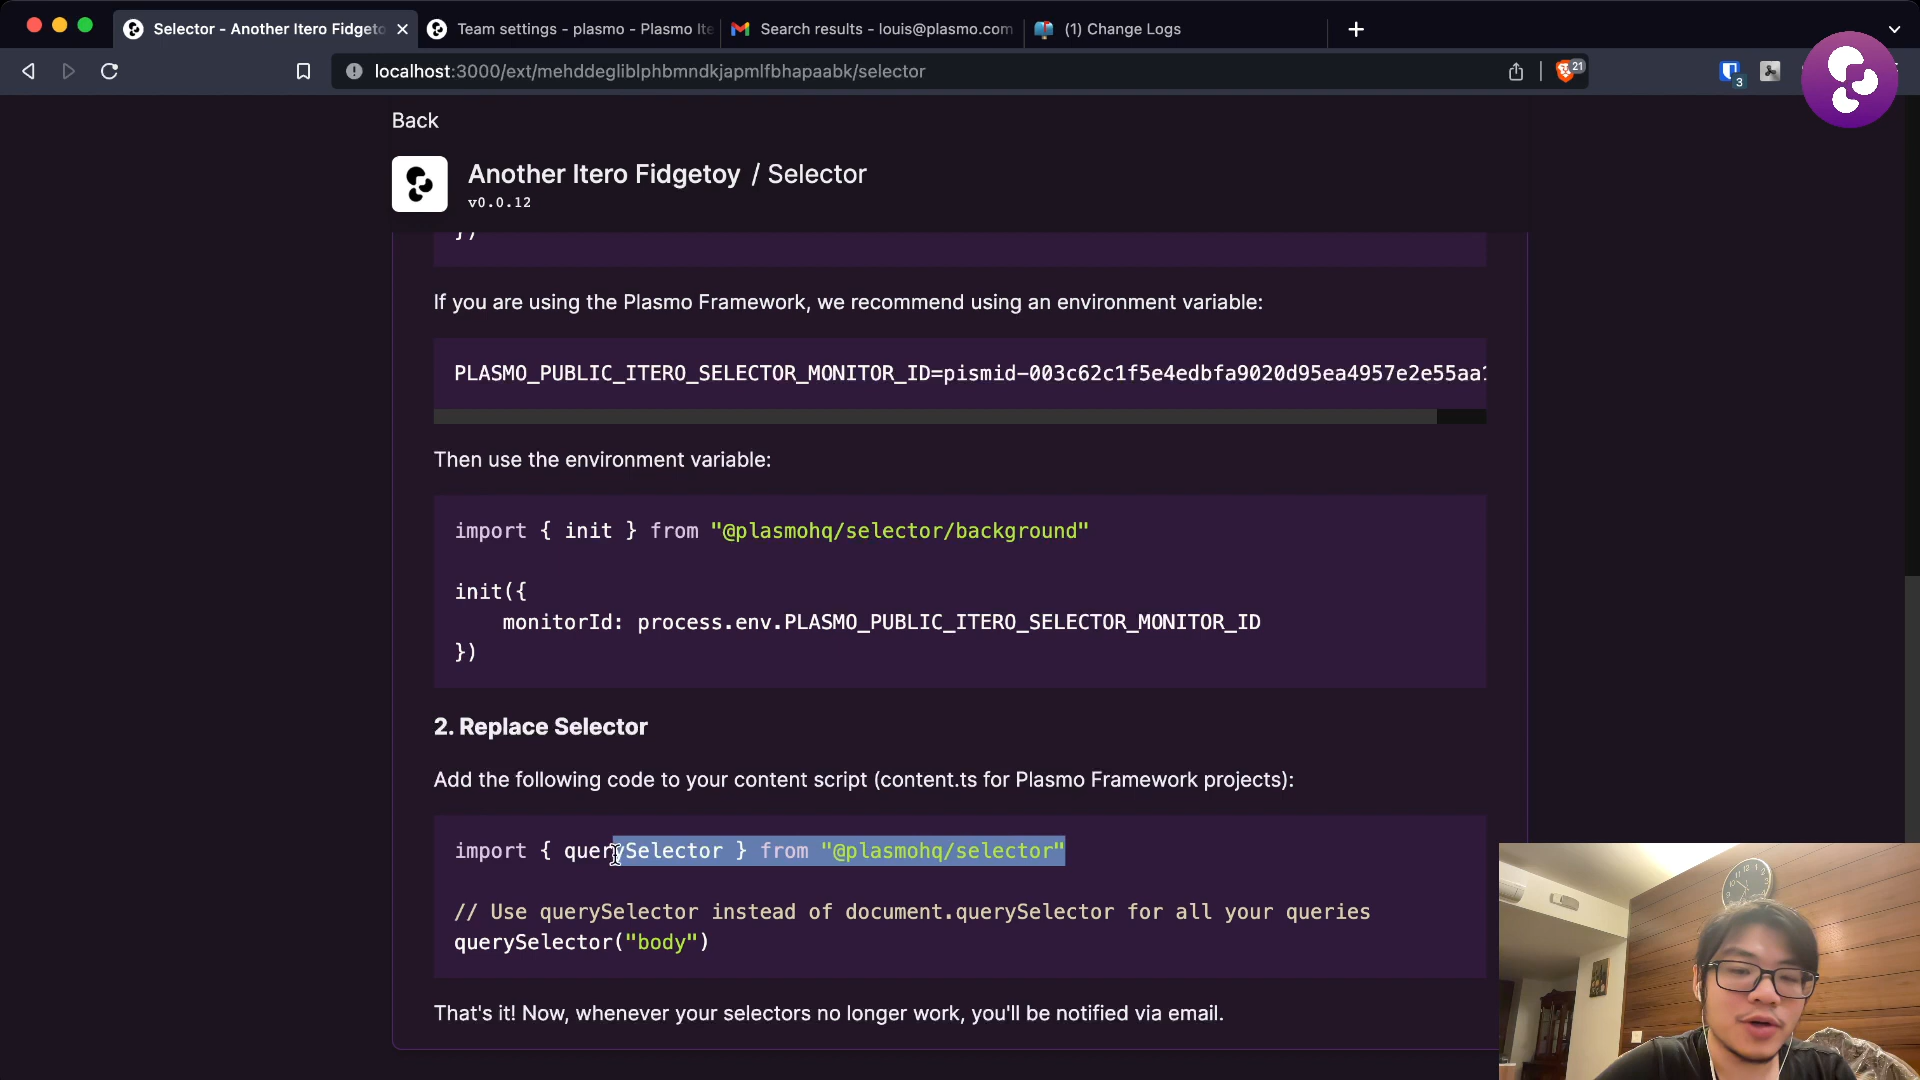 Selector - Another Itero Fidgeto
Team settings - plasmo - Plasmo Ite
Search results - louis@plasmo.com
(1) Change Logs
localhost:3000/ext/mehddegliblphbmndkjapmlfbhapaabk/selector
21
3
Back
Another Itero Fidgetoy / Selector
v0.0.12
})
If you are using the Plasmo Framework, we recommend using an environment variable:
PLASMO_PUBLIC_ITERO_SELECTOR_MONITOR_ID=pismid-003c62c1f5e4edbfa9020d95ea4957e2e55aa1
Then use the environment variable:
import { init } from "@plasmohq/selector/background"
init({
monitorId: process.env.PLASMO_PUBLIC_ITERO_SELECTOR_MONITOR_ID
})
2. Replace Selector
Add the following code to your content script (content.ts for Plasmo Framework projects):
import { querySelector } from "@plasmohq/selector"
// Use querySelector instead of document.querySelector for all your queries
querySelector("body")
That's it! Now, whenever your selectors no longer work, you'll be notified via email.